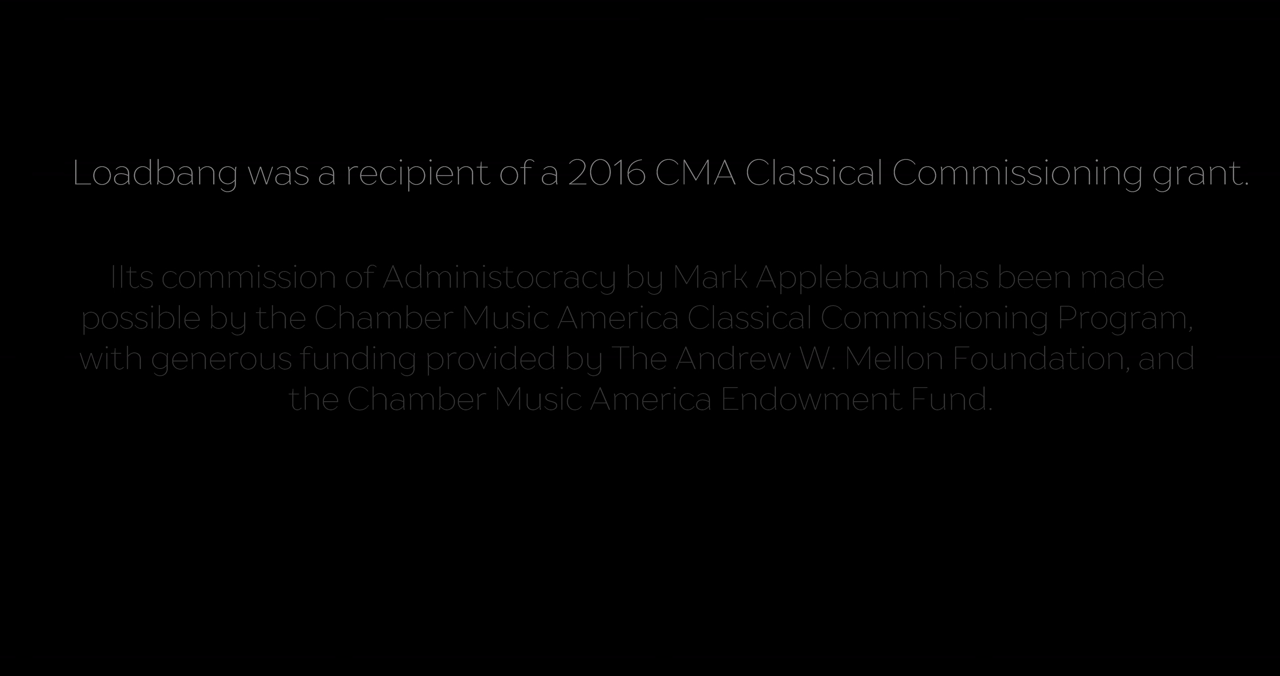 Loadbang was a recipient of a 2016 CMA Classical Commissioning grant.
IIts commission of Administocracy by Mark Applebaum has been made
possible by the Chamber Music America Classical Commissioning Program,
with generous funding provided by The Andrew W. Mellon Foundation, and
the Chamber Music America Endowment Fund.